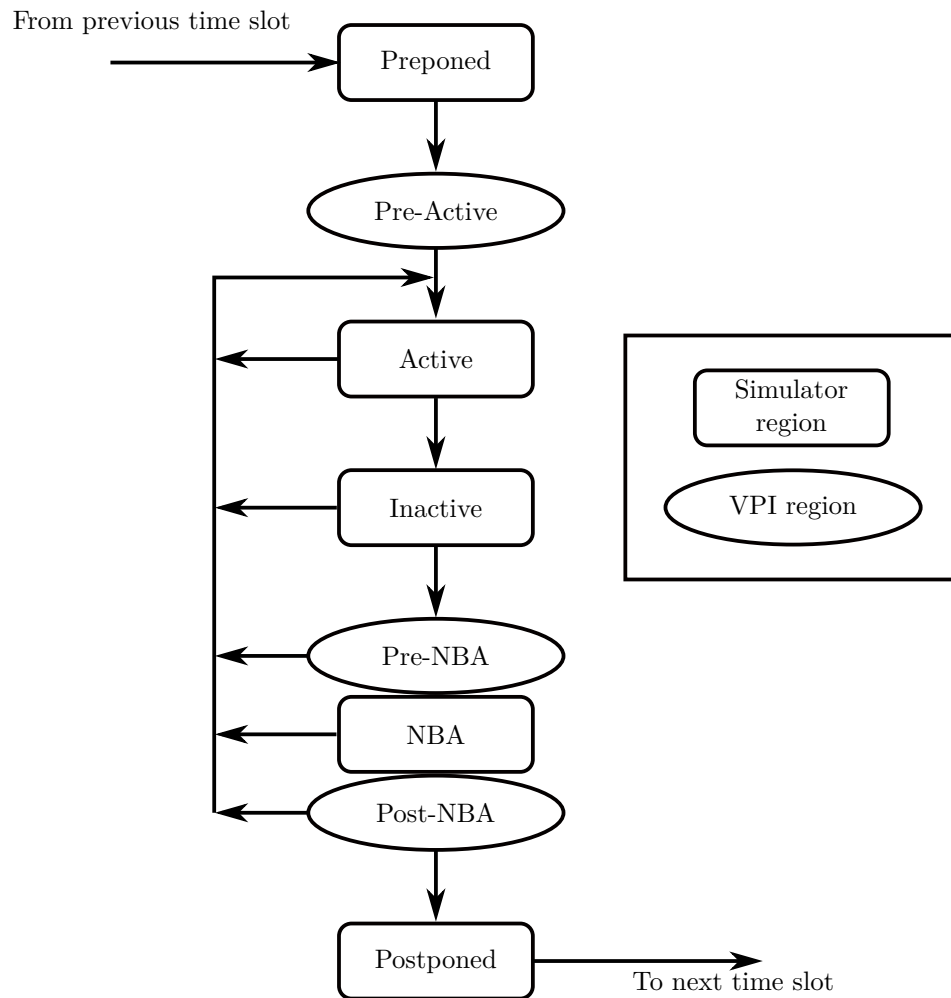 From previous time slot
Preponed
Pre-Active
Active
Inactive
Pre-NBA
NBA
Post-NBA
Postponed
To next time slot
Simulator
region
VPI region